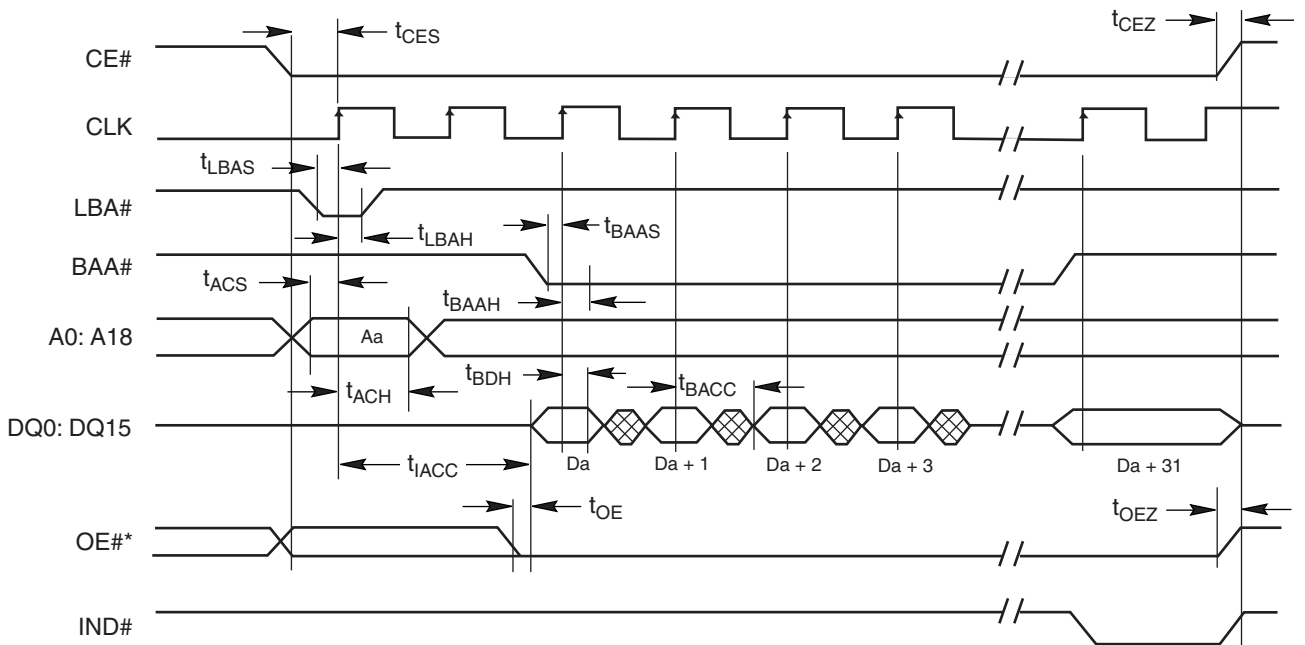 tCES
tCEZ
CE#
CLK
tLBAS
LBA#
tLBAH
tBAAS
BAA#
tACS
tBAAH
A0: A18
Aa
tACH
tBDH
tBACC
DQ0: DQ15
Da
Da + 1
Da + 2
Da + 3
Da + 31
tIACC
tOE
tOEZ
OE#*
IND#